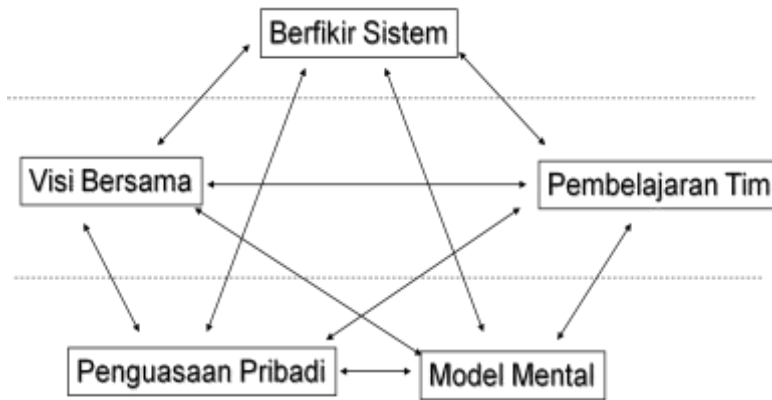 Berfikir Sistem
Visi Bersama
Pembelajaran Tim
Penguasaan Pribadi
Model Mental